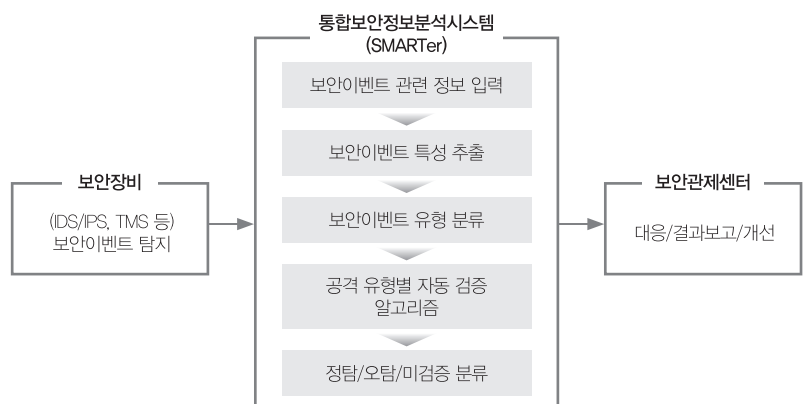 통합보안정보분석시스템
(SMARTer)
보안이벤트 관련 정보 입력
보안이벤트 특성 추출
보안장비
(IDS/IPS, TMS 등)
보안이벤트 탐지
보안이벤트 유형 분류
공격 유형별 자동 검증
알고리즘
정탐/오탐/미검증 분류
보안관제센터
대응/결과보고/개선